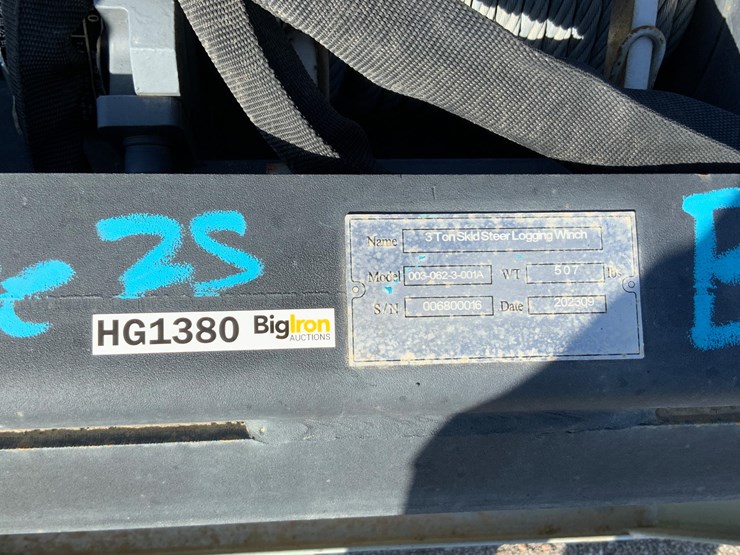 e 2S
HG1380 BigIron
AUCTIONS
Name 3 Ton Skid Steer Logging Winch
Model 003-062-3-001A WT 507 lbs
S/N 006800016 Date 202309